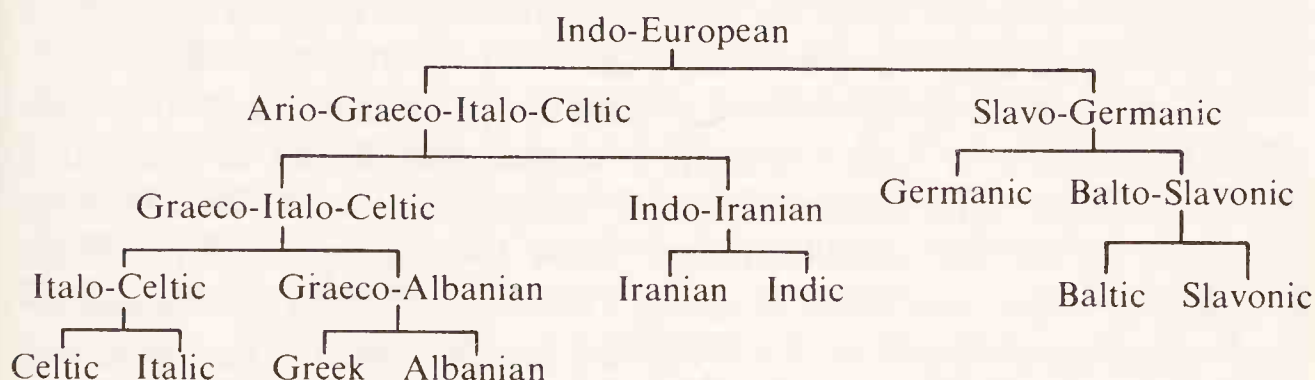 Indo-European
Ario-Graeco-Italo-Celtic Slavo-Germanic
Graeco-Italo-Celtic Indo-Iranian Germanic Balto-Slavonic
Italo-Celtic Graeco-Albanian Iranian Indic Baltic Slavonic
Celtic Italic Greek Albanian